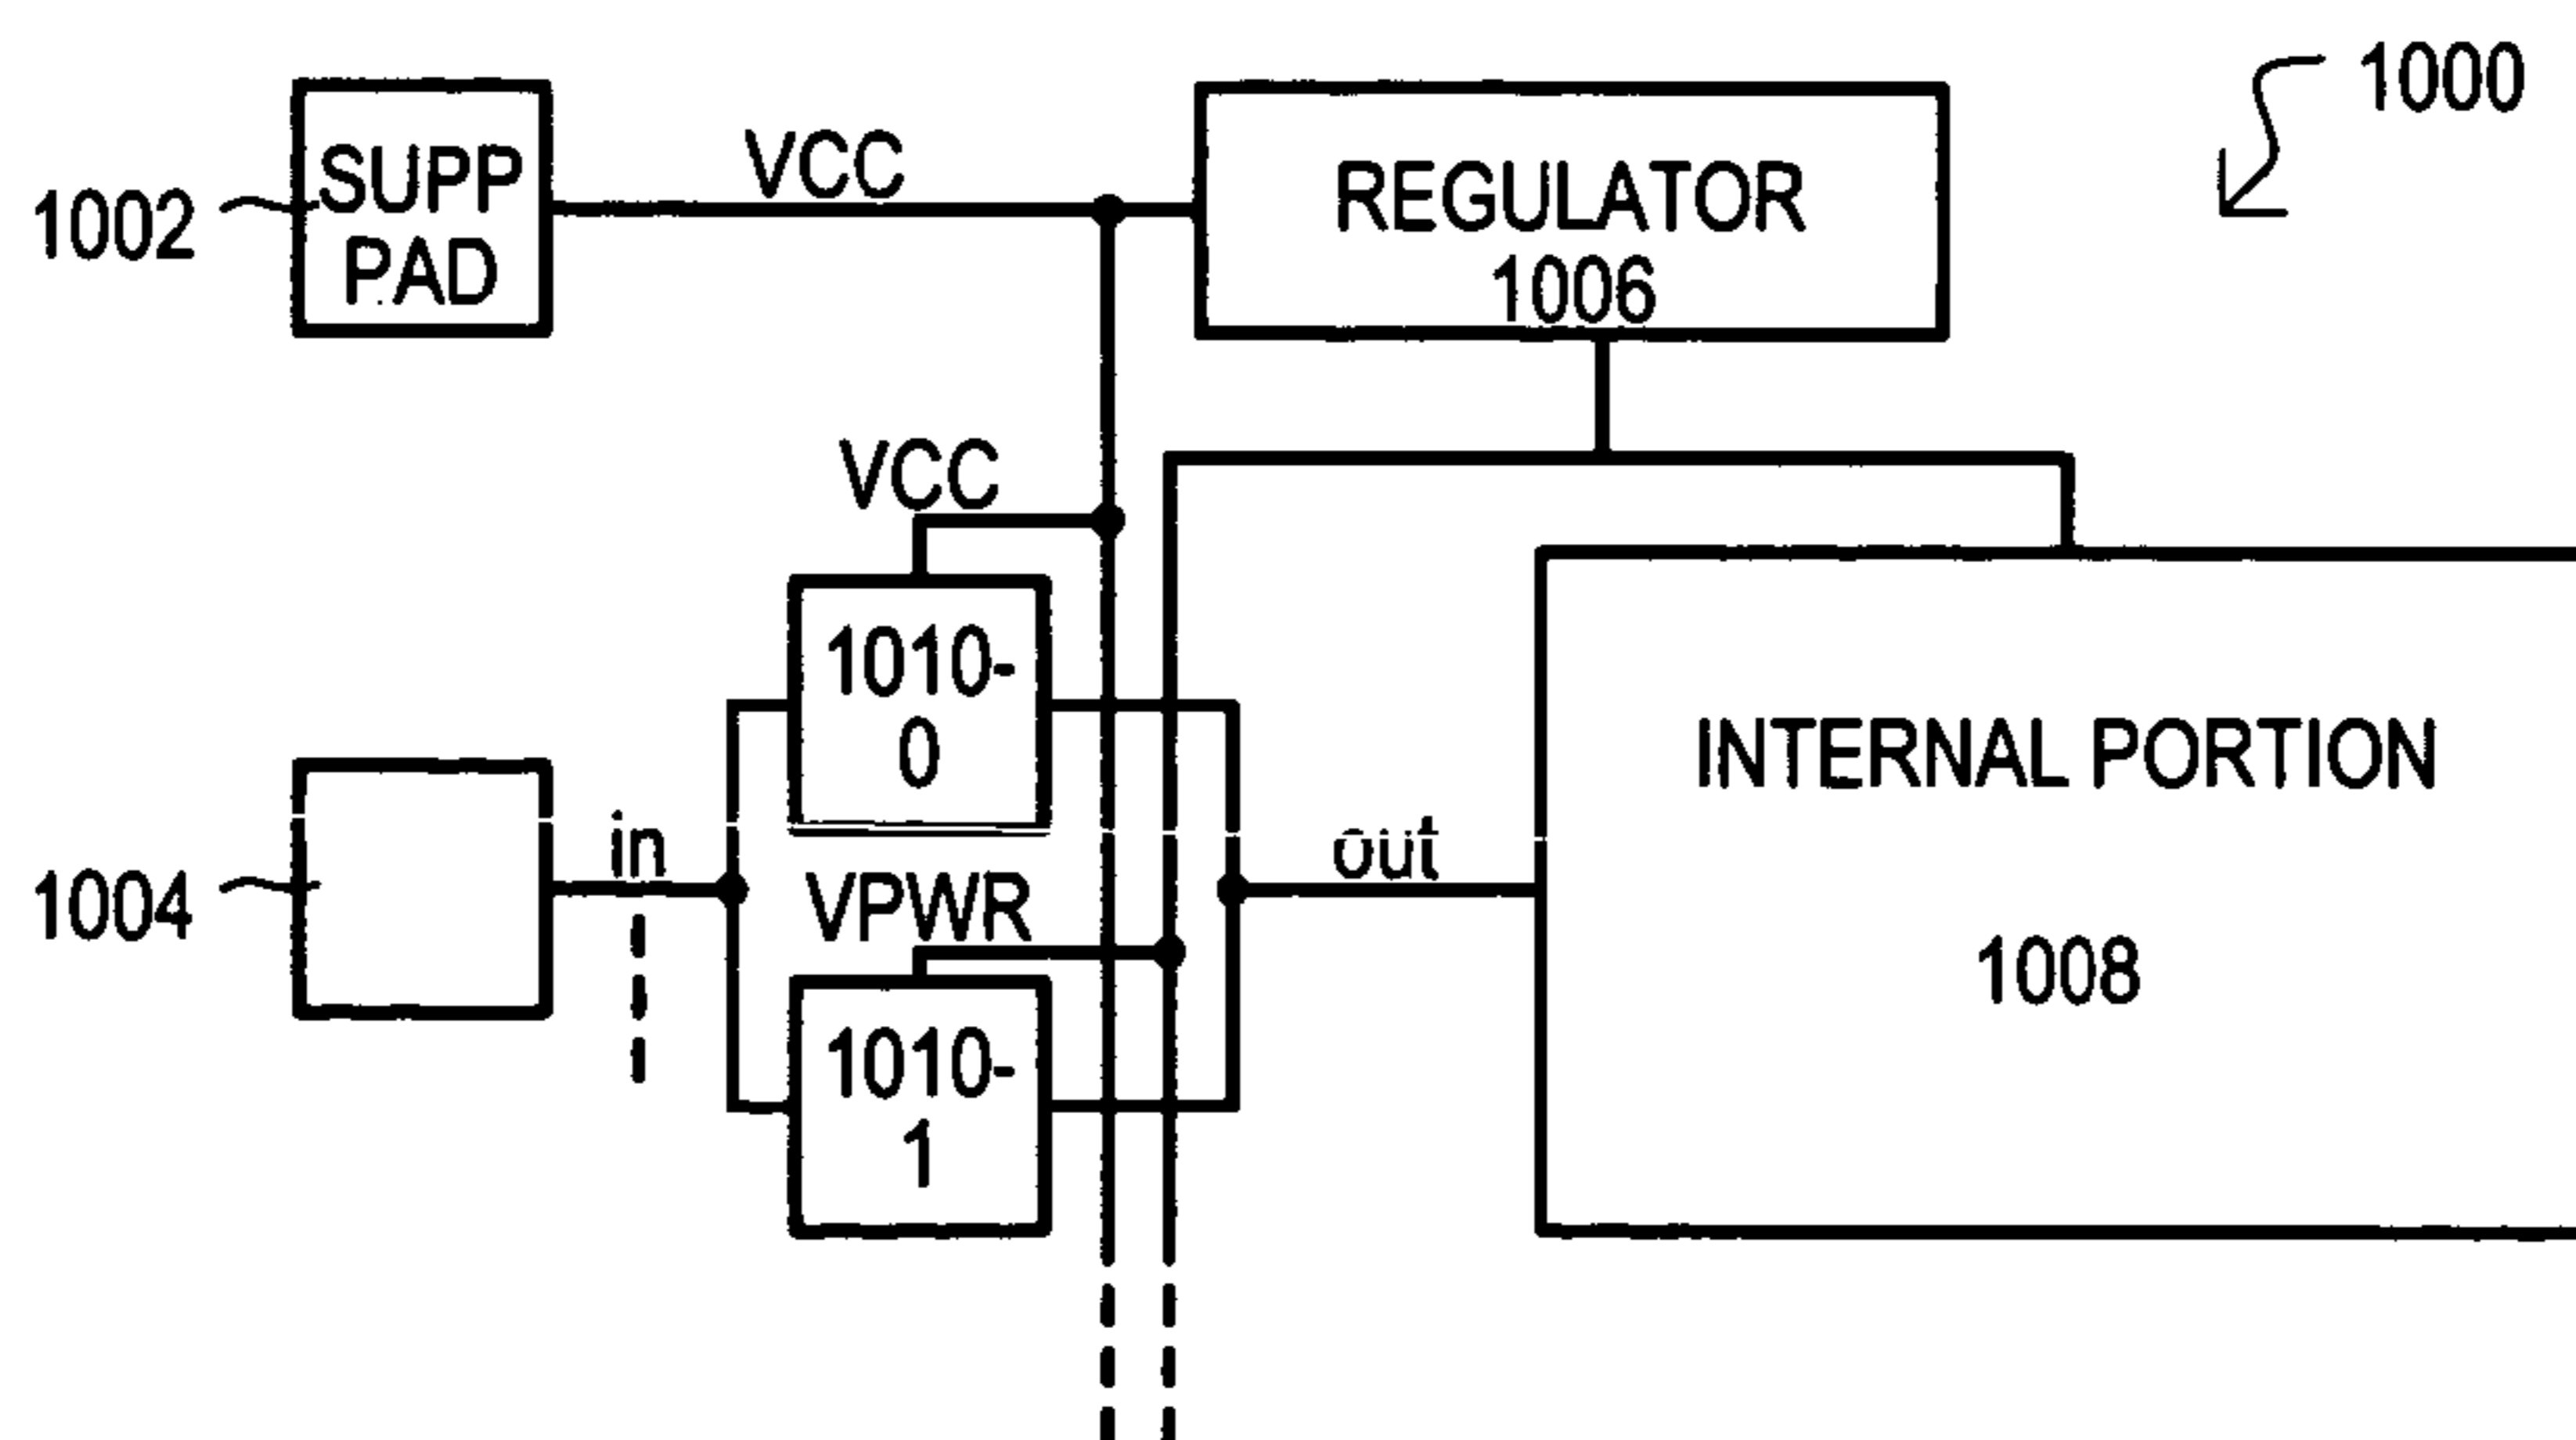 1000
SUPP
PAD
1002
VCC
REGULATOR
1006
VCC
1010-
0
INTERNAL PORTION
1008
in
out
1004
VPWR
1010-
1